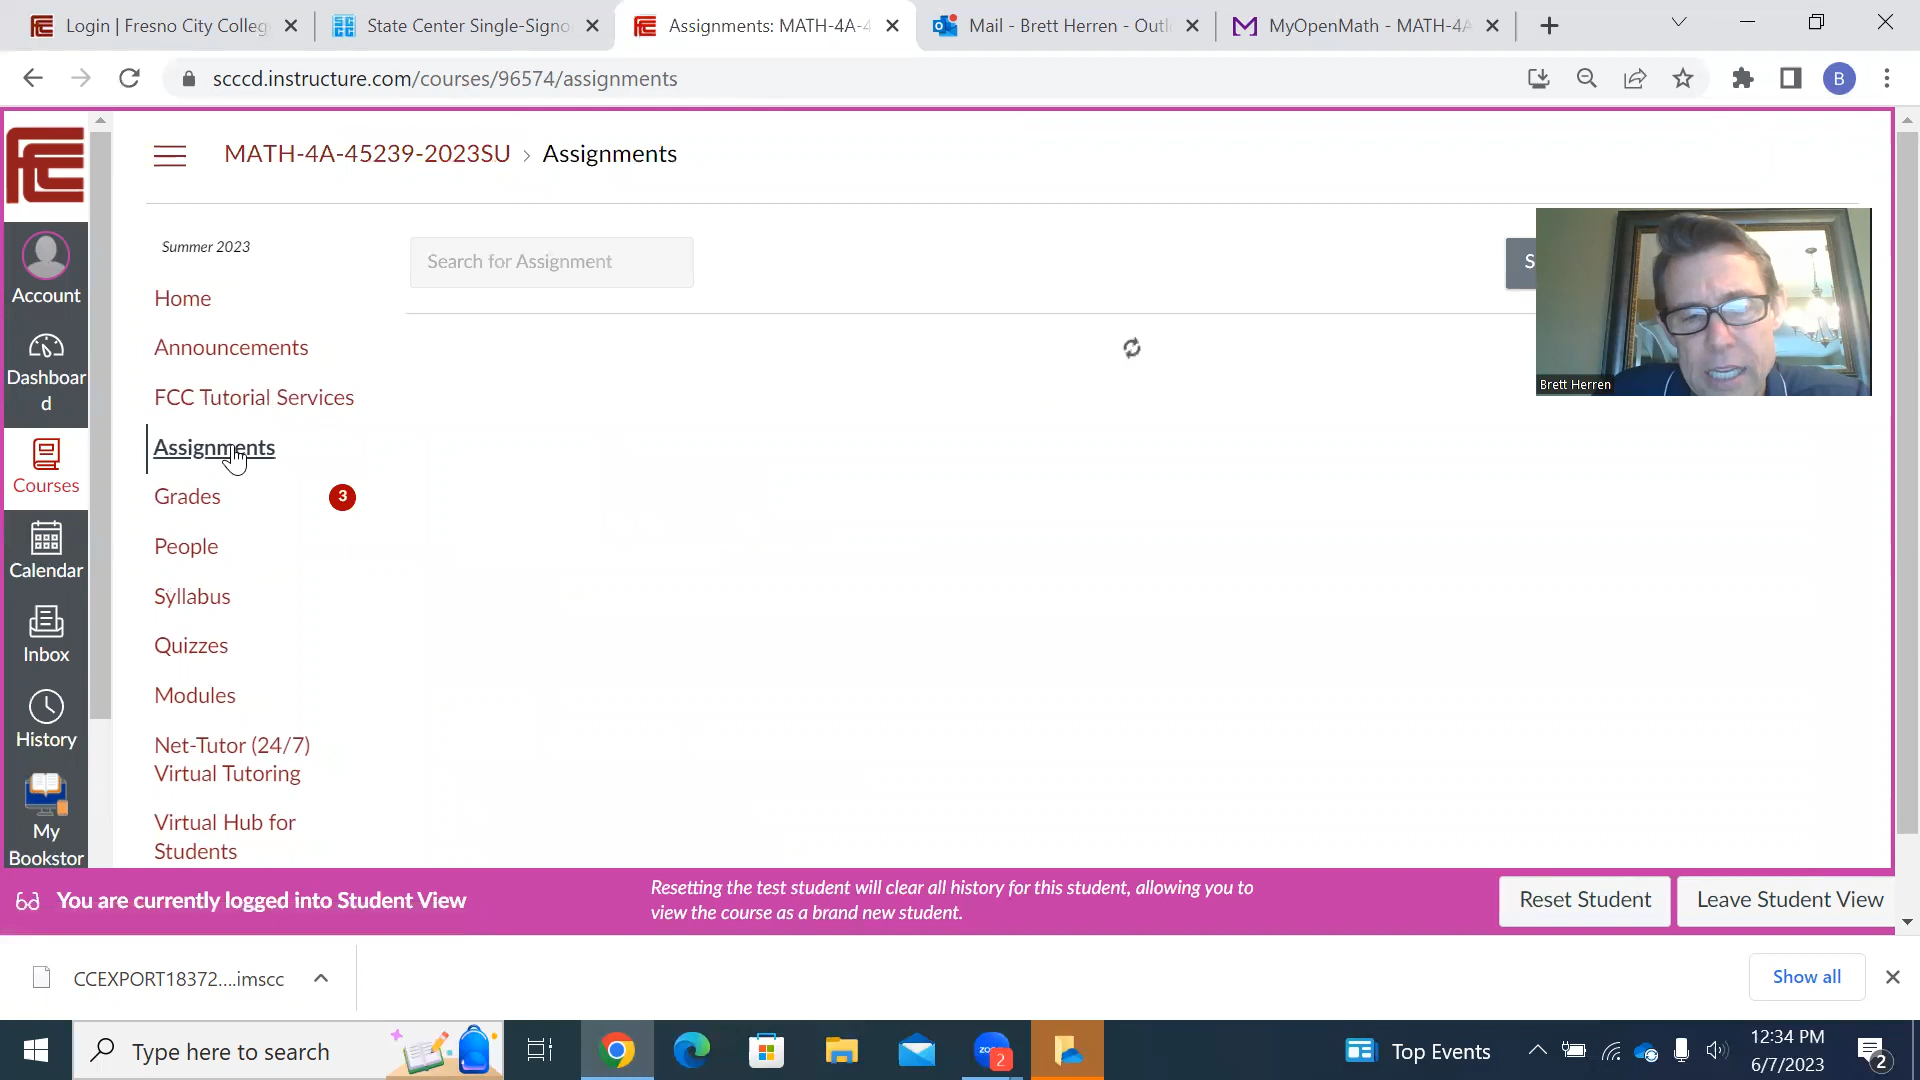 Login | Fresno City Colleg
State Center Single-Signo
Assignments: MATH-4A-4
Mail - Brett Herren - Outl
MyOpenMath - MATH-4A
scccd.instructure.com/courses/96574/assignments
B
MATH-4A-45239-2023SU › Assignments
Summer 2023
Search for Assignment
S
Account
Dashboar
d
Courses
Calendar
Inbox
History
My
Bookstor
Home
Announcements
FCC Tutorial Services
Assignments
Grades 3
People
Syllabus
Quizzes
Modules
Net-Tutor (24/7)
Virtual Tutoring
Virtual Hub for
Students
Brett Herren
You are currently logged into Student View
Resetting the test student will clear all history for this student, allowing you to
view the course as a brand new student.
Reset Student
Leave Student View
CCEXPORT18372....imscc
Show all
Type here to search
zoom
2
Top Events
12:34 PM
6/7/2023
2